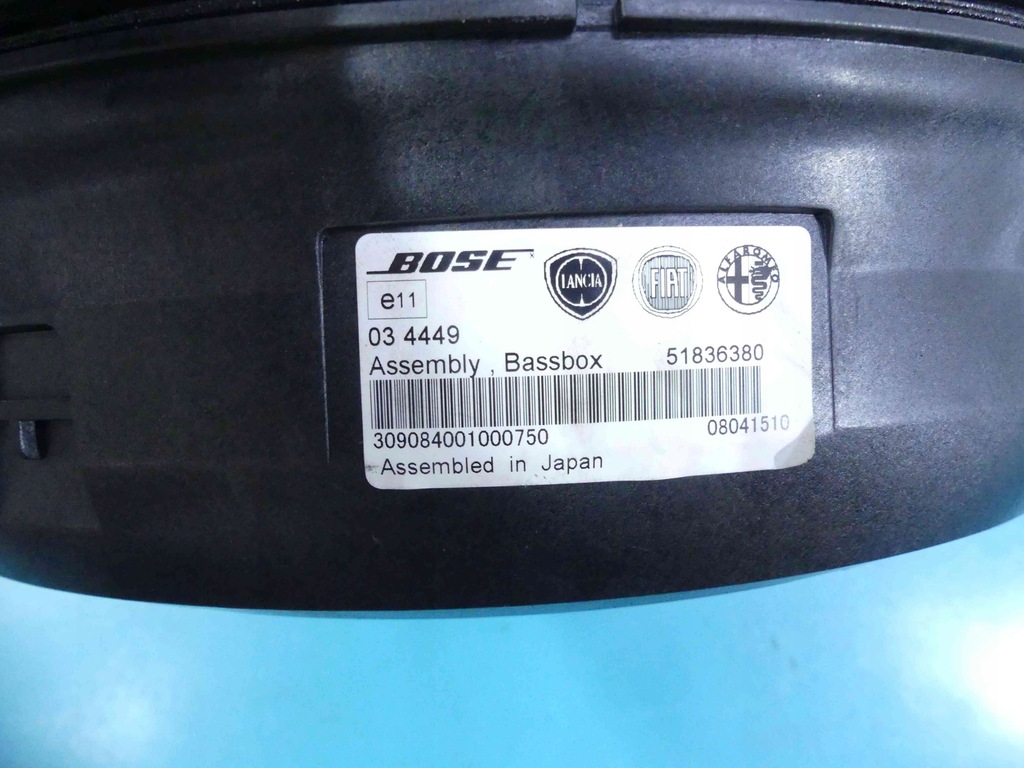 BOSE
LANCIA
FIAT
ALFA ROMEO
e11
03 4449
Assembly , Bassbox 51836380
309084001000750 08041510
Assembled in Japan